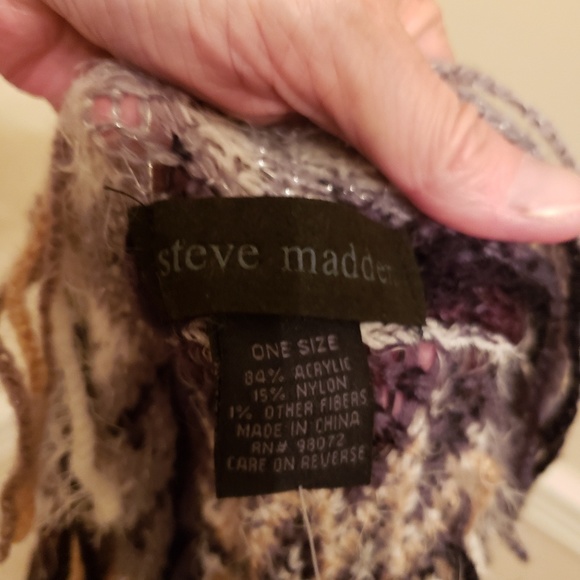 steve madden
ONE SIZE
84% ACRYLIC
15% NYLON
1% OTHER FIBERS
MADE IN CHINA
RN# 98072
CARE ON REVERSE